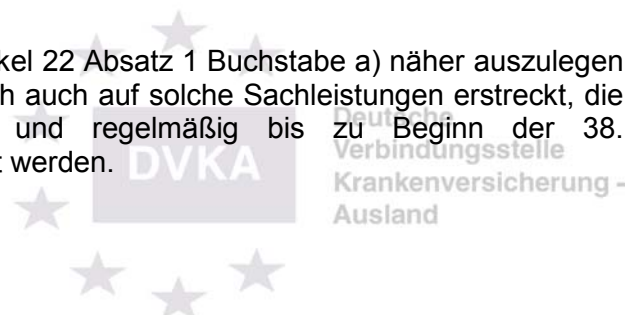 kel 22 Absatz 1 Buchstabe a) näher auszulegen
h auch auf solche Sachleistungen erstreckt, die
und regelmäßig bis zu Beginn der 38.
t werden.
DVKA
Deutsche
Verbindungsstelle
Krankenversicherung -
Ausland